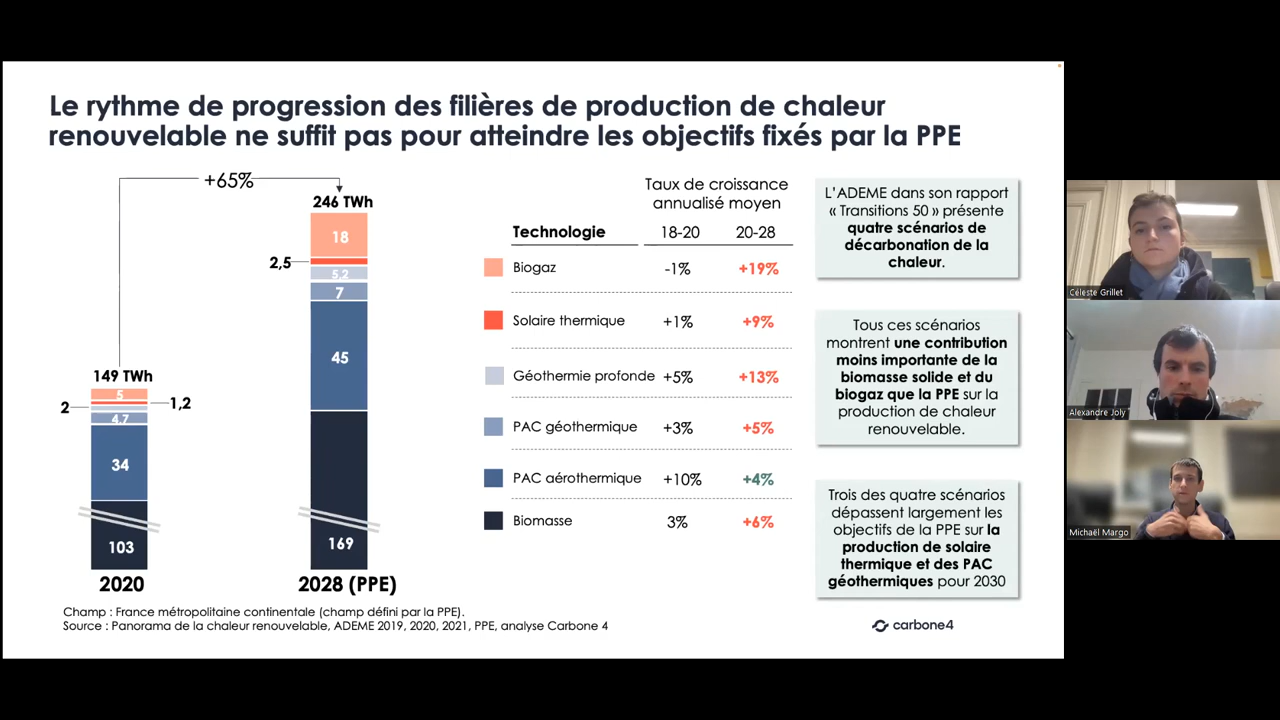 Le rythme de progression des filières de production de chaleur
renouvelable ne suffit pas pour atteindre les objectifs fixés par la PPE
+65%
246 TWh
18
2,5
5,2
7
45
169
2028 (PPE)
149 TWh
5
1,2
2
4,7
34
103
2020
Taux de croissance
annualisé moyen
Technologie 18-20 20-28
Biogaz -1% +19%
Solaire thermique +1% +9%
Géothermie profonde +5% +13%
PAC géothermique +3% +5%
PAC aérothermique +10% +4%
Biomasse 3% +6%
L'ADEME dans son rapport
« Transitions 50 » présente
quatre scénarios de
décarbonation de la
chaleur.
Tous ces scénarios
montrent une contribution
moins importante de la
biomasse solide et du
biogaz que la PPE sur la
production de chaleur
renouvelable.
Trois des quatre scénarios
dépassent largement les
objectifs de la PPE sur la
production de solaire
thermique et des PAC
géothermiques pour 2030
Champ : France métropolitaine continentale (champ défini par la PPE).
Source : Panorama de la chaleur renouvelable, ADEME 2019, 2020, 2021, PPE, analyse Carbone 4
carbone4
Céleste Grillet
Alexandre Joly
Michaël Margo